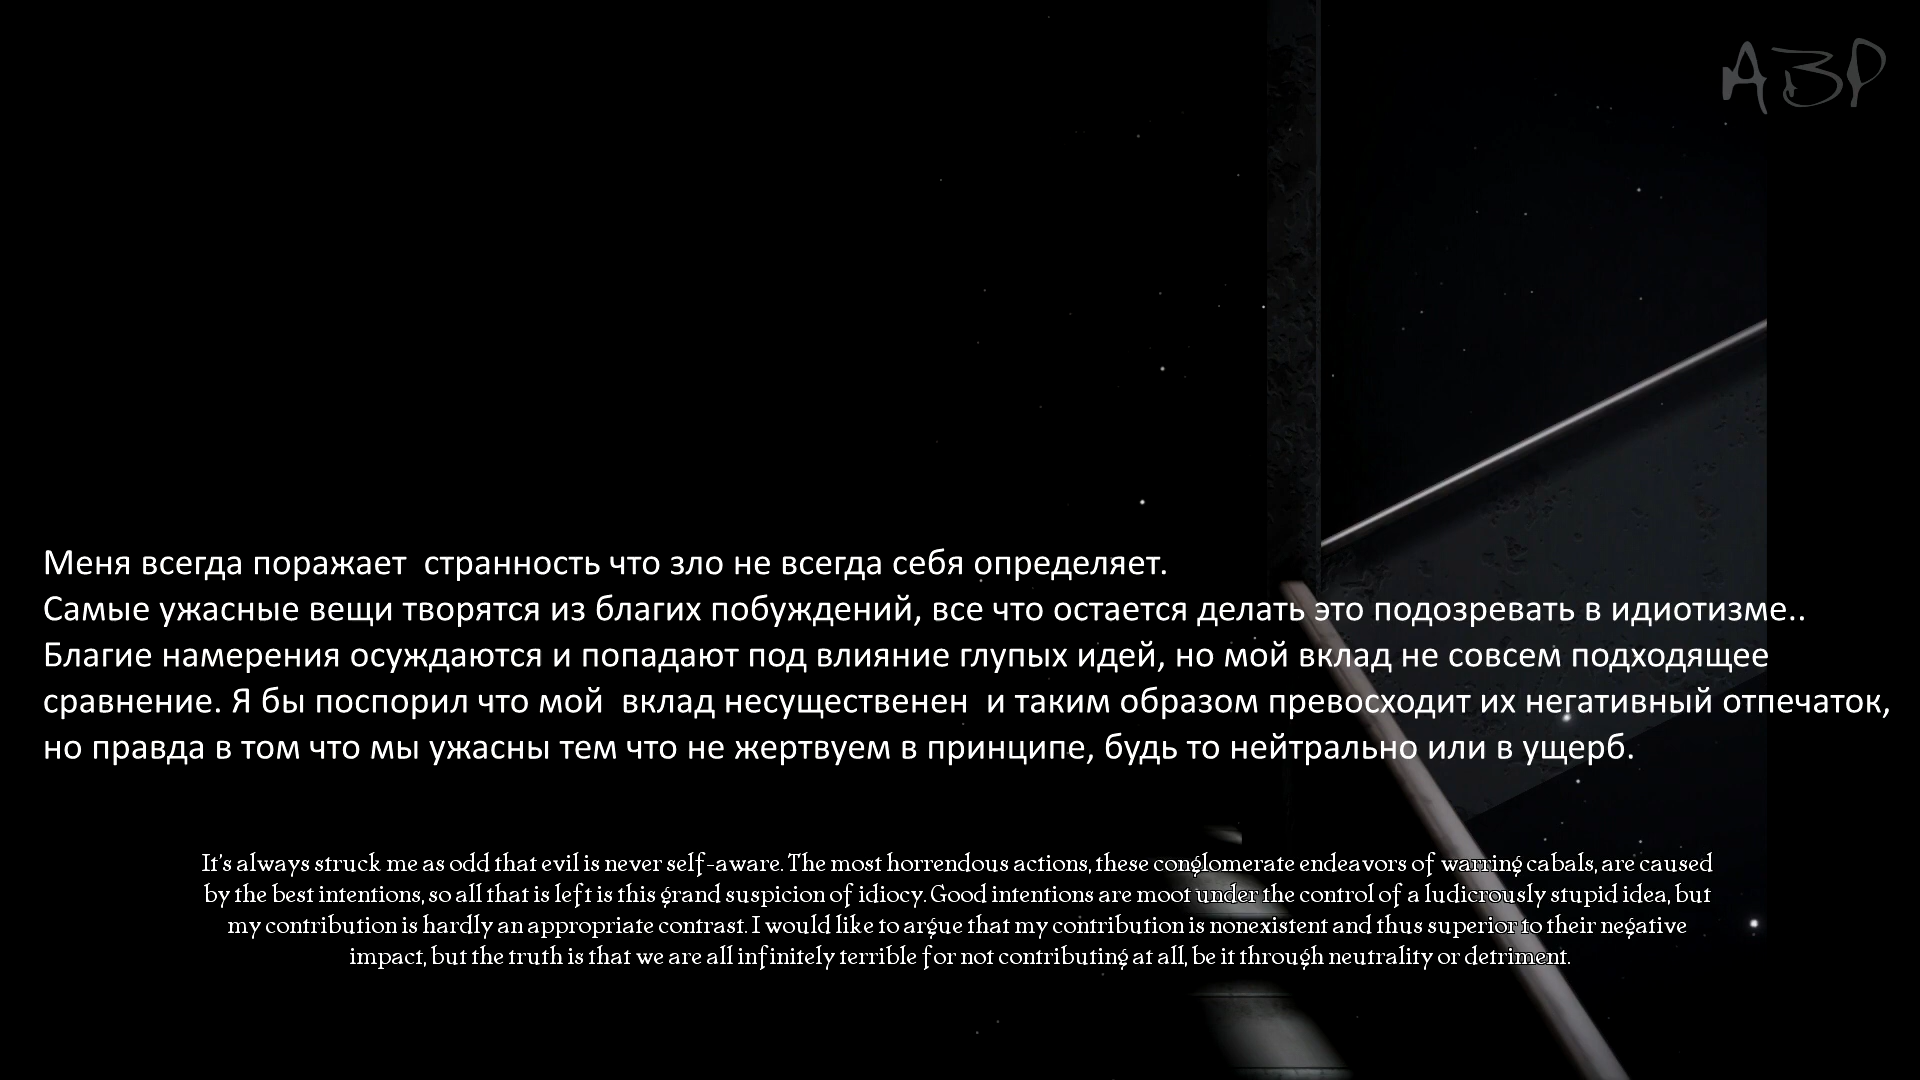 ABP
Меня всегда поражает  странность что зло не всегда себя определяет.
Самые ужасные вещи творятся из благих побуждений, все что остается делать это подозревать в идиотизме..
Благие намерения осуждаются и попадают под влияние глупых идей, но мой вклад не совсем подходящее
сравнение. Я бы поспорил что мой  вклад несущественен  и таким образом превосходит их негативный отпечаток,
но правда в том что мы ужасны тем что не жертвуем в принципе, будь то нейтрально или в ущерб.
It's always struck me as odd that evil is never self-aware. The most horrendous actions, these conglomerate endeavors of warring cabals, are caused
by the best intentions, so all that is left is this grand suspicion of idiocy. Good intentions are moot under the control of a ludicrously stupid idea, but
my contribution is hardly an appropriate contrast. I would like to argue that my contribution is nonexistent and thus superior to their negative
impact, but the truth is that we are all infinitely terrible for not contributing at all, be it through neutrality or detriment.